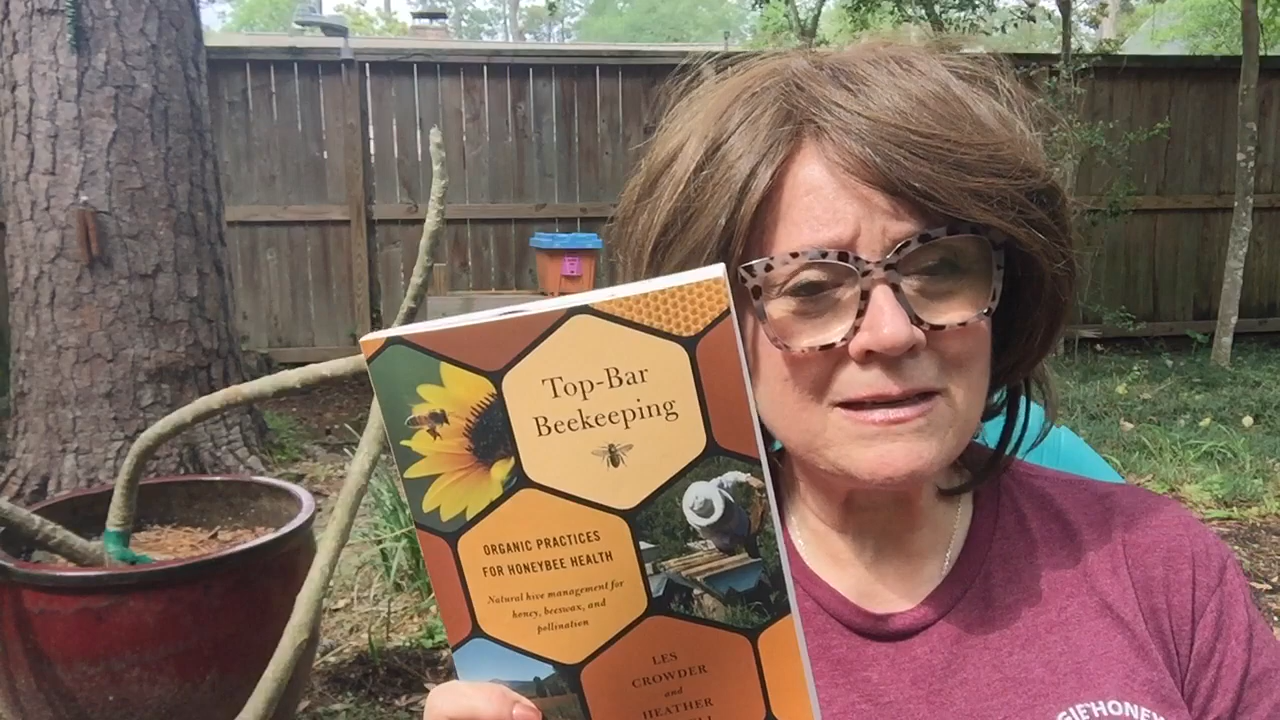 Top-Bar
Beekeeping
ORGANIC PRACTICES
FOR HONEYBEE HEALTH
Natural hive management for
honey, beeswax, and
pollination
LES
CROWDER
and
HEATHER